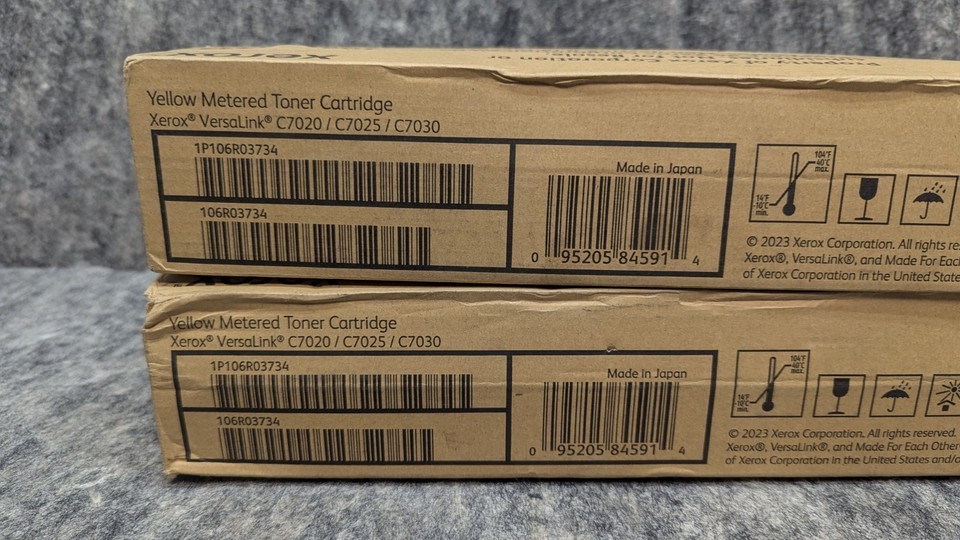 xerox
Yellow Metered Toner Cartridge
Xerox® VersaLink® C7020 / C7025 / C7030
1P106R03734
106R03734
Made in Japan
0 95205 84591 4
104°F
40°C
max.
14°F
-10°C
min.
© 2023 Xerox Corporation. All rights res
Xerox®, VersaLink®, and Made For Each
of Xerox Corporation in the United State
Yellow Metered Toner Cartridge
Xerox® VersaLink® C7020 / C7025 / C7030
1P106R03734
106R03734
Made in Japan
0 95205 84591 4
104°F
40°C
max.
14°F
-10°C
min.
© 2023 Xerox Corporation. All rights reserved.
Xerox®, VersaLink®, and Made For Each Other
of Xerox Corporation in the United States and/o